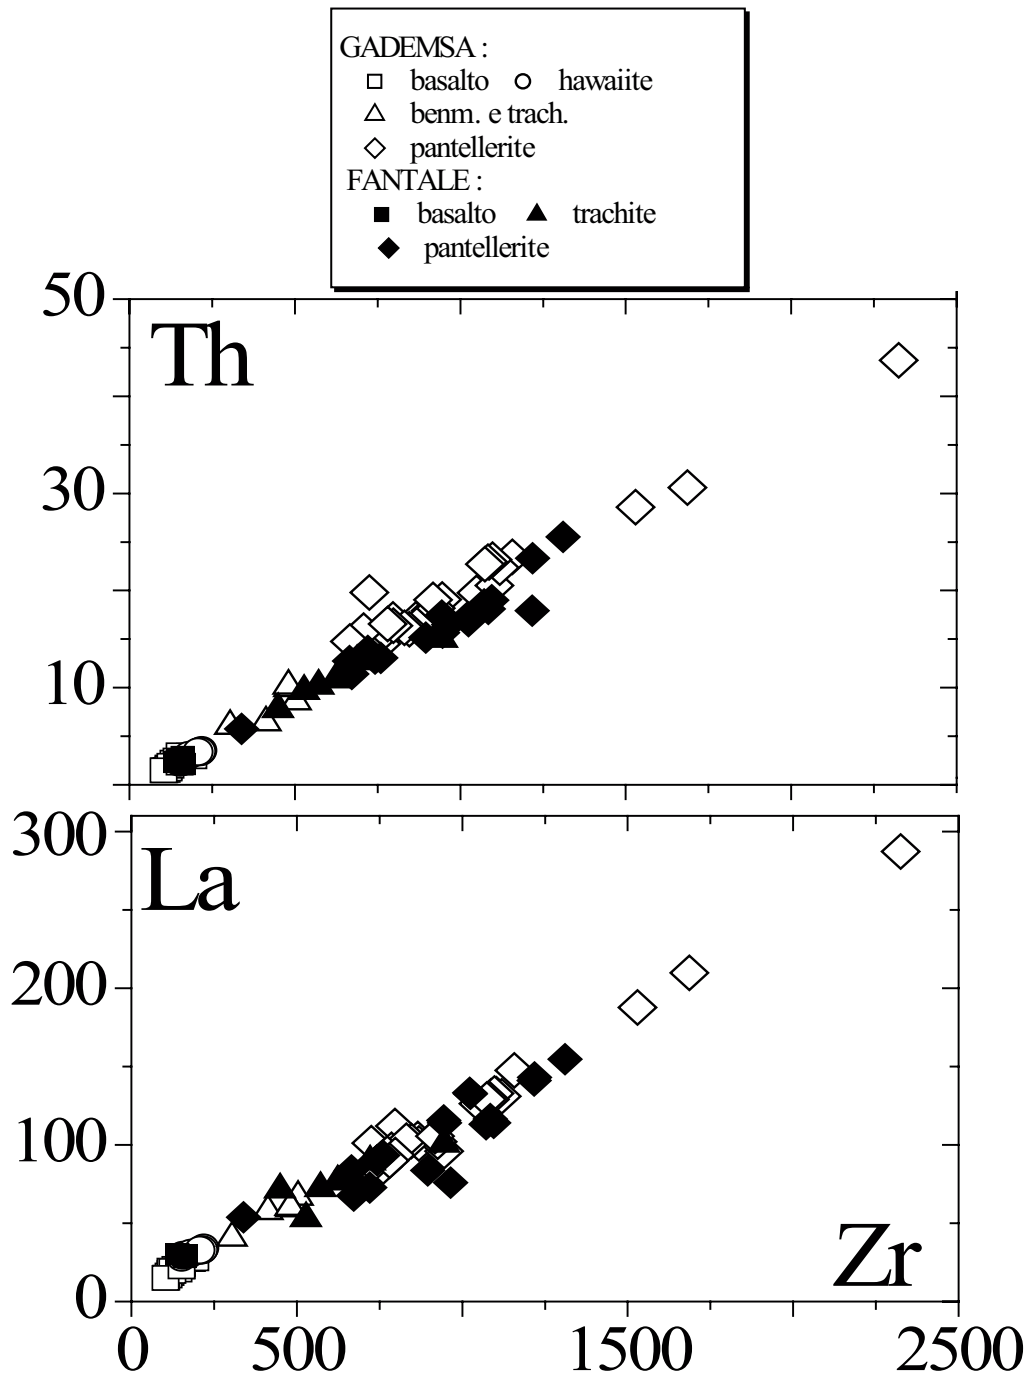 GADEMSA :
basalto hawaiite
benm. e trach.
pantellerite
FANTALE :
basalto trachite
pantellerite
50
Th
30
10
300
La
200
100
Zr
0
0 500 1500 2500